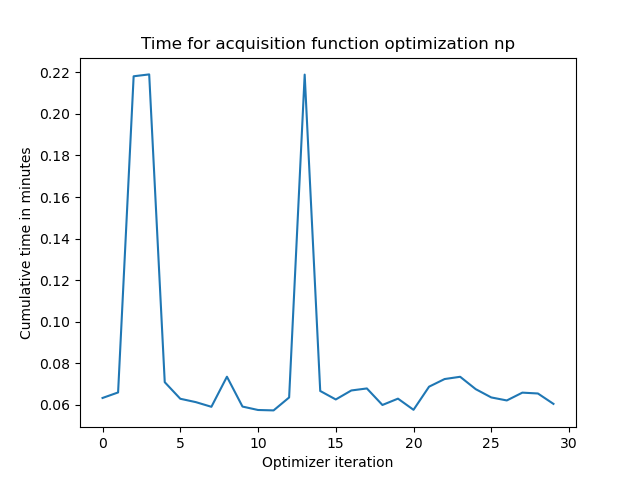 Time for acquisition function optimization np
Cumulative time in minutes
0.22
0.20
0.18
0.16
0.14
0.12
0.10
0.08
0.06
0 5 10 15 20 25 30
Optimizer iteration